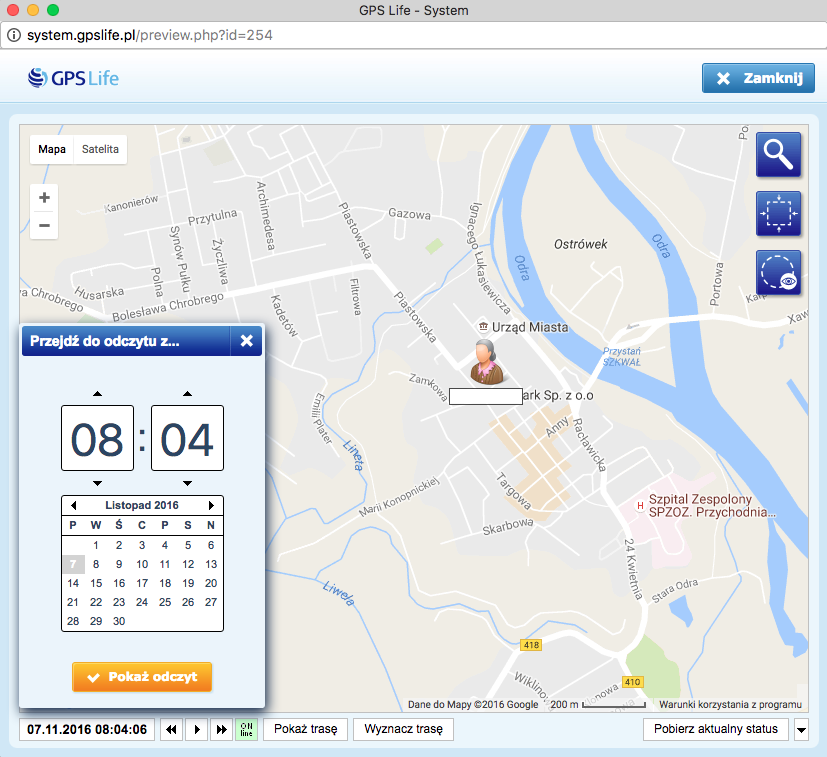 GPS Life - System
system.gpslife.pl/preview.php?id=254
GPS Life
Zamknij
Mapa Satelita
+
−
Kanonierów
Przytulna
Archimedesa
Piastowska
Gazowa
Ignacego Łukasiewicza
Ostrówek
Odra
Odra
Portowa
Synów Pułku
Życzliwa
Polna
Husarska
wa Chrobrego
Bolesława Chrobrego
Kadetów
Filtrowa
Piastowska
Urząd Miasta
Przystań
SZKWAŁ
Zamkowa
ark Sp. z o.o
Emilii Plater
Lineta
Anny
Racławicka
Targowa
Marii Konopnickiej
Skarbowa
H
Szpital Zespolony
SPZOZ. Przychodnia...
24 Kwietnia
Stara Odra
Liwela
418
410
Przejdź do odczytu z...
08 : 04
Listopad 2016
P W Ś C P S N
1 2 3 4 5 6
7 8 9 10 11 12 13
14 15 16 17 18 19 20
21 22 23 24 25 26 27
28 29 30
Pokaż odczyt
Dane do Mapy ©2016 Google 200 m Warunki korzystania z programu
07.11.2016 08:04:06 ON line Pokaż trasę Wyznacz trasę Pobierz aktualny status